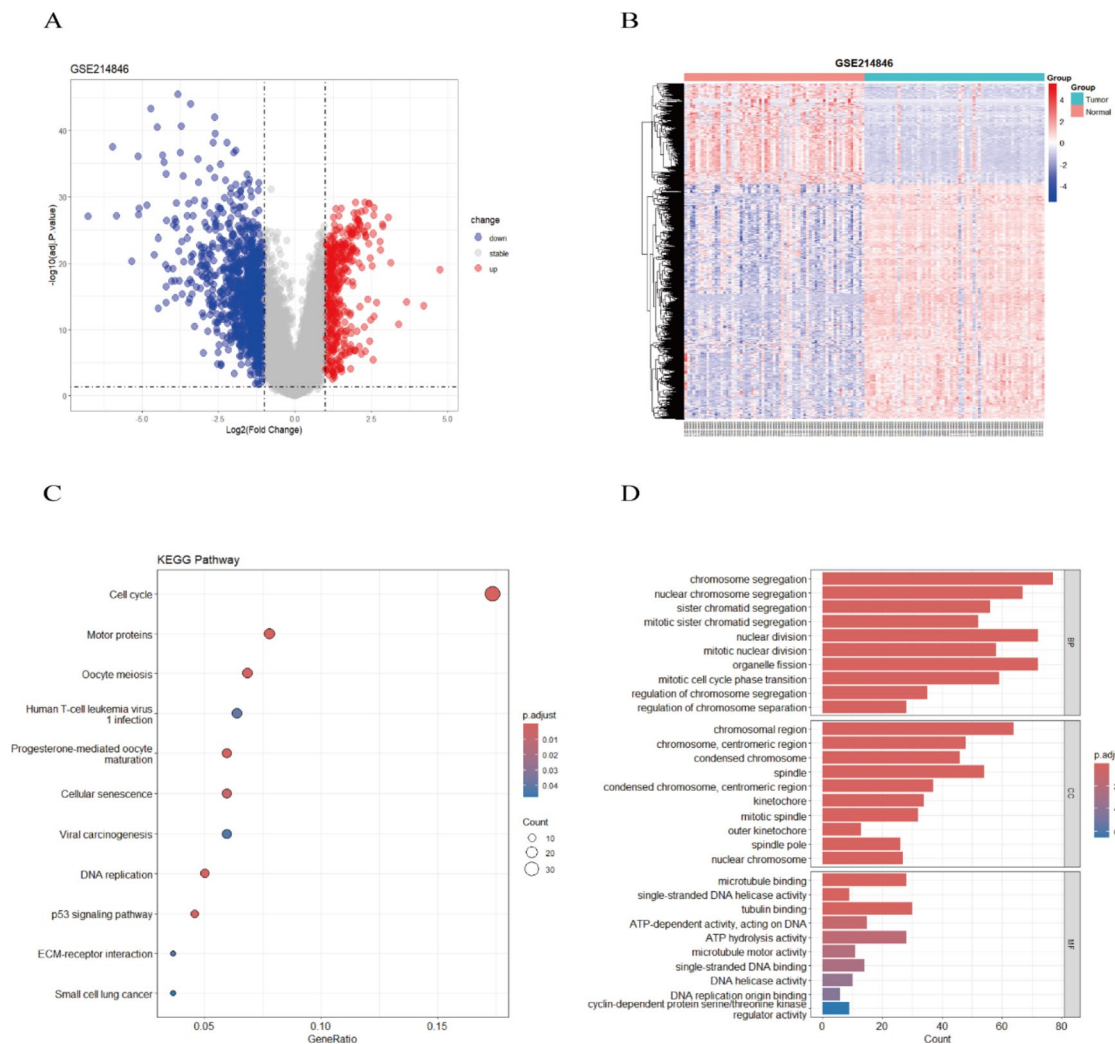 A
GSE214846
40
30
20
10
0
-log10(adj.P.value)
-5.0
-2.5
0.0
2.5
5.0
Log2(Fold Change)
change
down
stable
up
B
GSE214846
Group
4
2
0
-2
-4
Group
Tumor
Normal
C
KEGG Pathway
Cell cycle
Motor proteins
Oocyte meiosis
Human T-cell leukemia virus
1 infection
Progesterone-mediated oocyte
maturation
Cellular senescence
Viral carcinogenesis
DNA replication
p53 signaling pathway
ECM-receptor interaction
Small cell lung cancer
0.05
0.10
0.15
GeneRatio
p.adjust
0.01
0.02
0.03
0.04
Count
10
20
30
D
chromosome segregation
nuclear chromosome segregation
sister chromatid segregation
mitotic sister chromatid segregation
nuclear division
mitotic nuclear division
organelle fission
mitotic cell cycle phase transition
regulation of chromosome segregation
regulation of chromosome separation
BP
chromosomal region
chromosome, centromeric region
condensed chromosome
spindle
condensed chromosome, centromeric region
kinetochore
mitotic spindle
outer kinetochore
spindle pole
nuclear chromosome
CC
microtubule binding
single-stranded DNA helicase activity
tubulin binding
ATP-dependent activity, acting on DNA
ATP hydrolysis activity
microtubule motor activity
single-stranded DNA binding
DNA helicase activity
DNA replication origin binding
cyclin-dependent protein serine/threonine kinase
regulator activity
MF
0
20
40
60
80
Count
p.adj